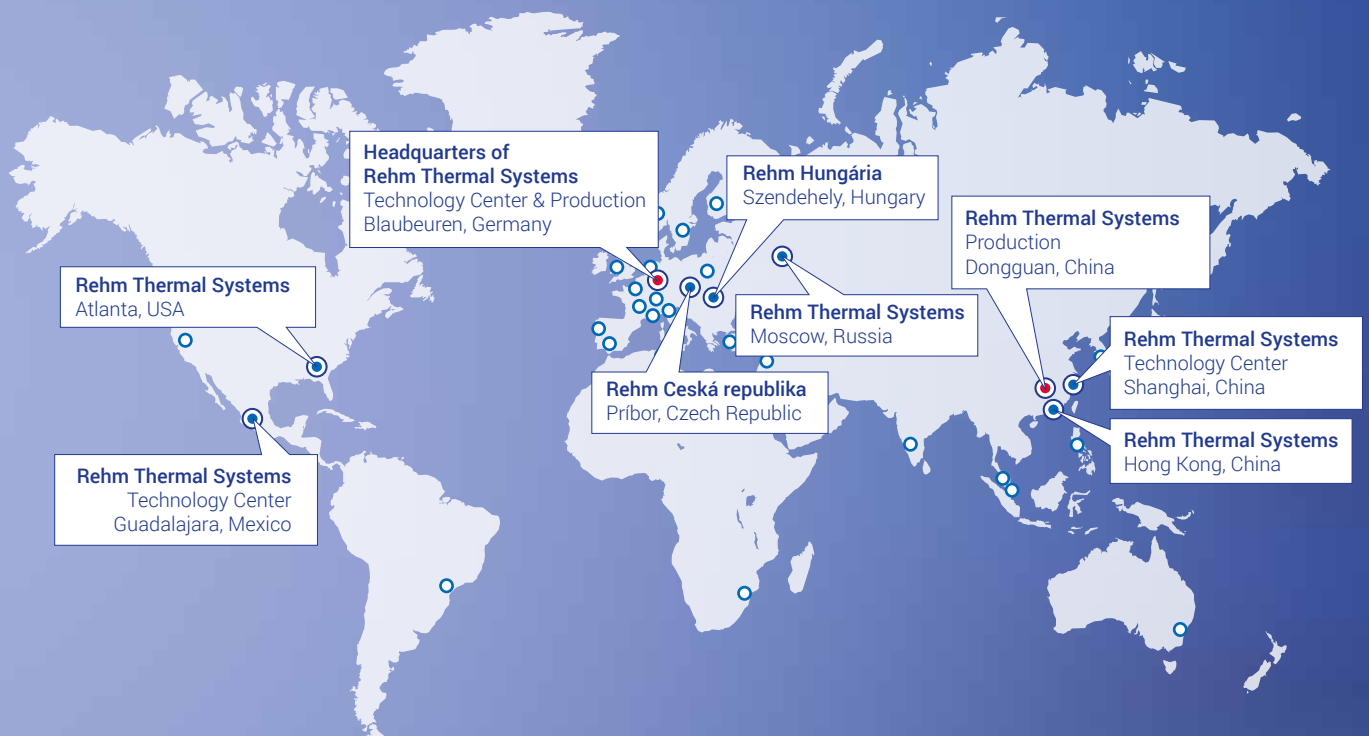 Headquarters of
Rehm Thermal Systems
Technology Center & Production
Blaubeuren, Germany
Rehm Hungária
Szendehely, Hungary
Rehm Thermal Systems
Production
Dongguan, China
Rehm Thermal Systems
Atlanta, USA
Rehm Thermal Systems
Moscow, Russia
Rehm Thermal Systems
Technology Center
Shanghai, China
Rehm Ceská republika
Príbor, Czech Republic
Rehm Thermal Systems
Hong Kong, China
Rehm Thermal Systems
Technology Center
Guadalajara, Mexico